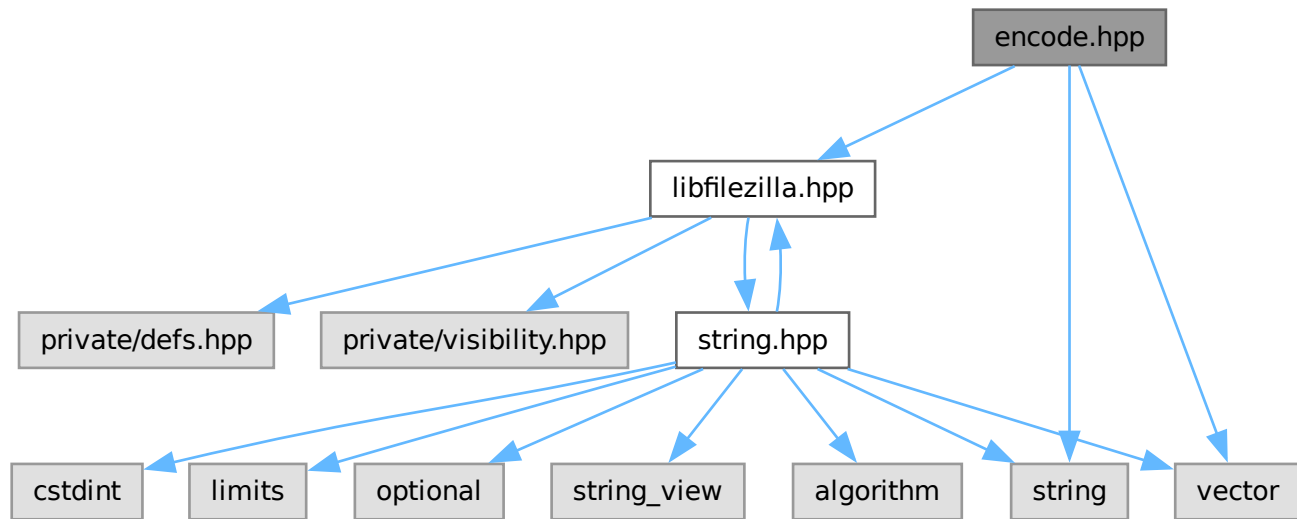 encode.hpp
libfilezilla.hpp
private/defs.hpp
private/visibility.hpp
string.hpp
cstdint
limits
optional
string_view
algorithm
string
vector